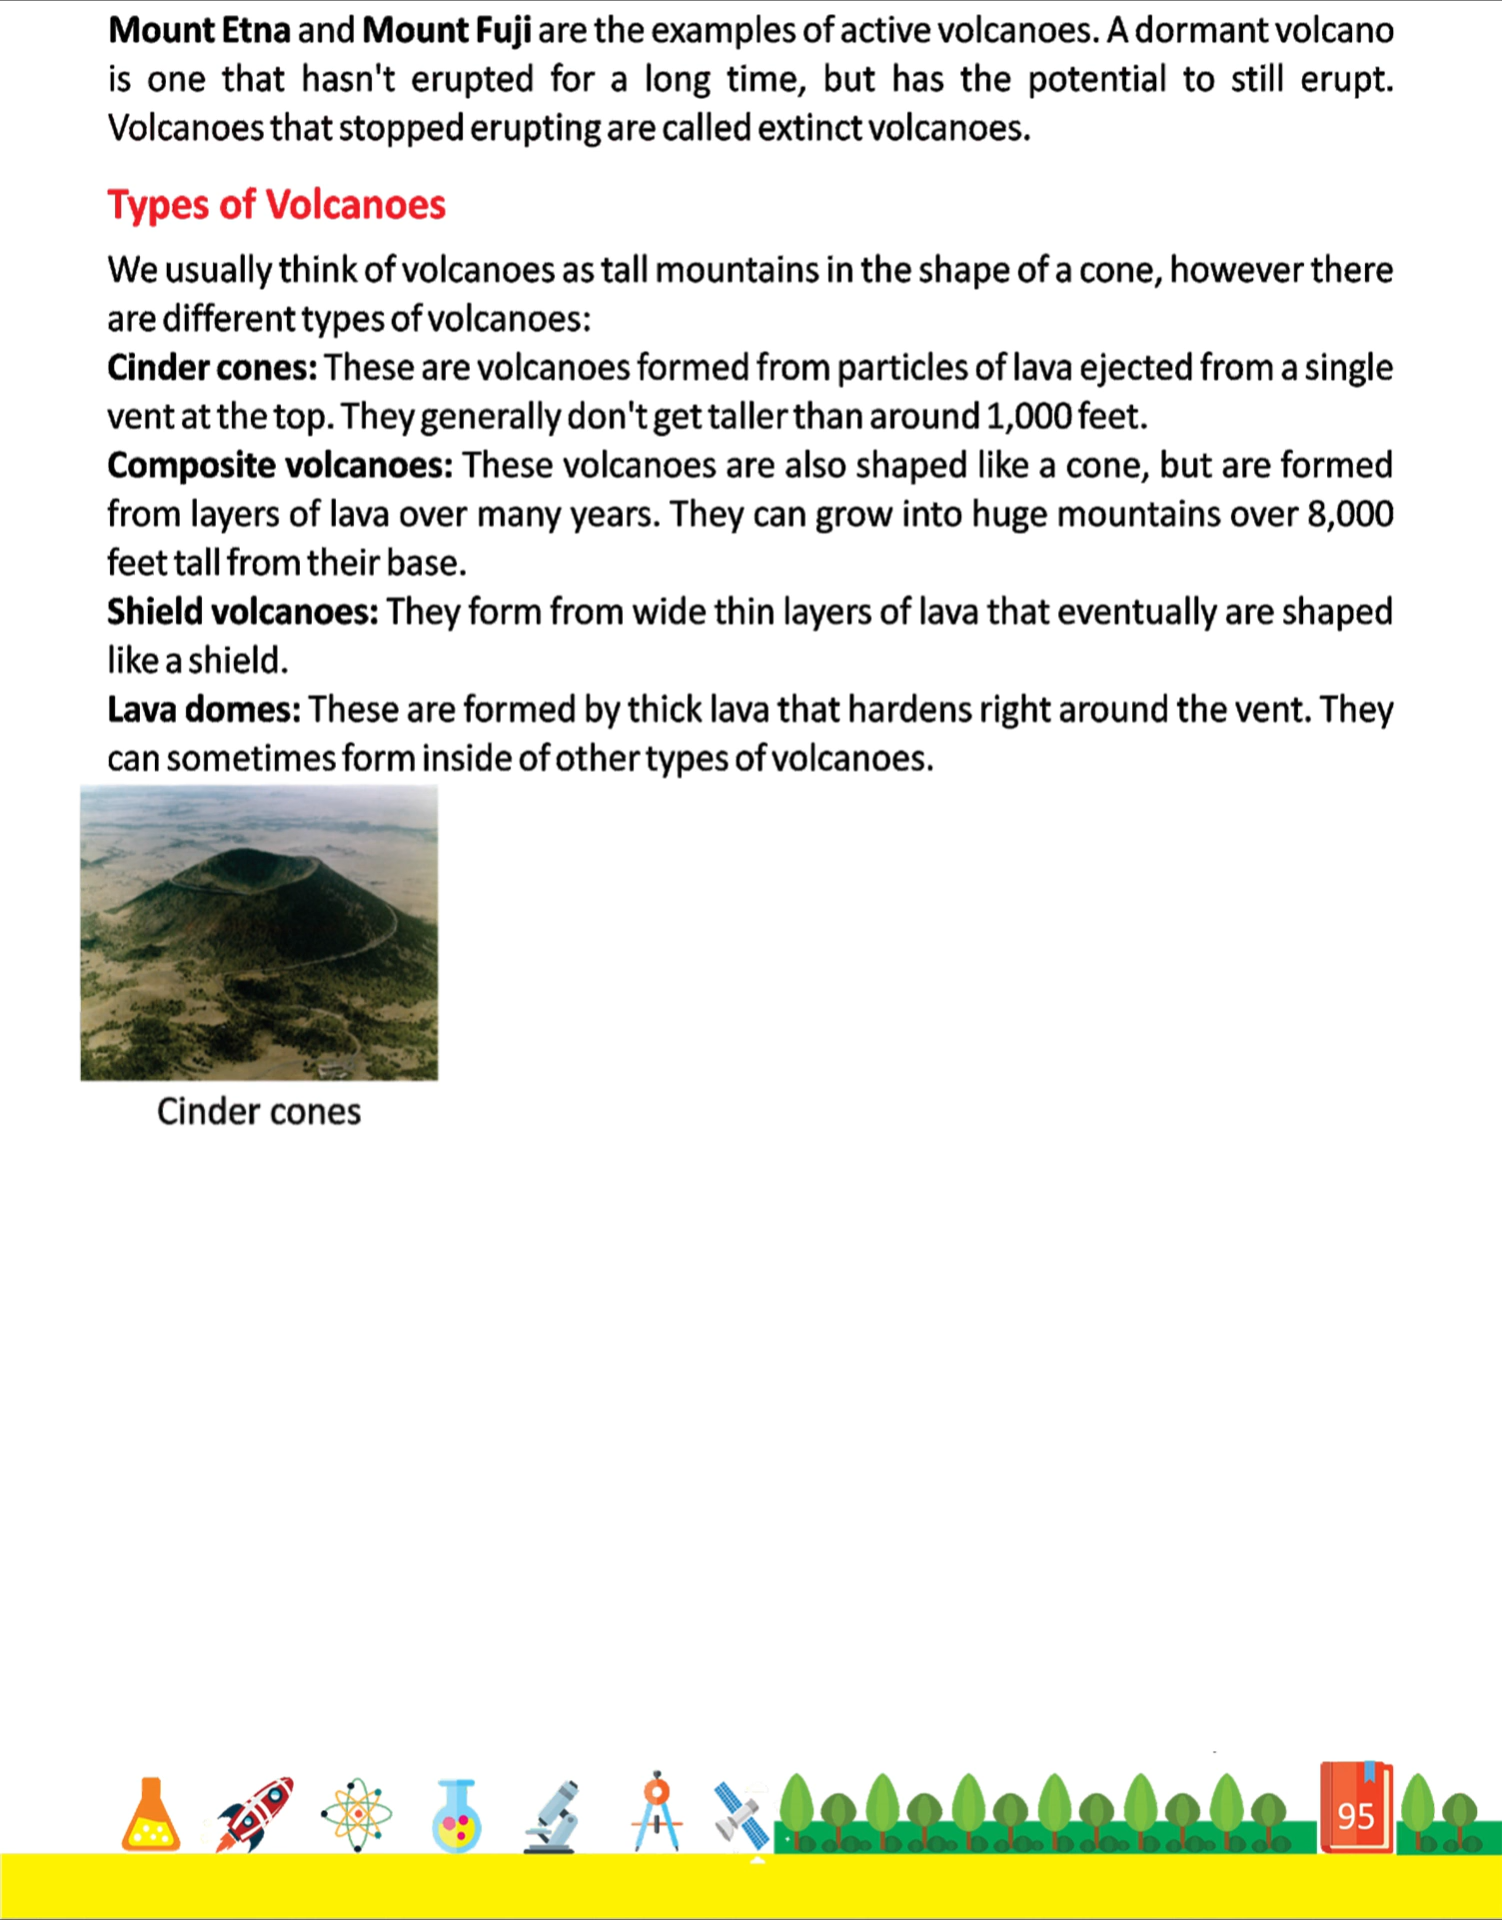 Mount Etna and Mount Fuji are the examples of active volcanoes. A dormant volcano
is one that hasn't erupted for a long time, but has the potential to still erupt.
Volcanoes that stopped erupting are called extinct volcanoes.
Types of Volcanoes
We usually think of volcanoes as tall mountains in the shape of a cone, however there
are different types of volcanoes:
Cinder cones: These are volcanoes formed from particles of lava ejected from a single
vent at the top. They generally don't get taller than around 1,000 feet.
Composite volcanoes: These volcanoes are also shaped like a cone, but are formed
from layers of lava over many years. They can grow into huge mountains over 8,000
feet tall from their base.
Shield volcanoes: They form from wide thin layers of lava that eventually are shaped
like a shield.
Lava domes: These are formed by thick lava that hardens right around the vent. They
can sometimes form inside of other types of volcanoes.
Cinder cones
95